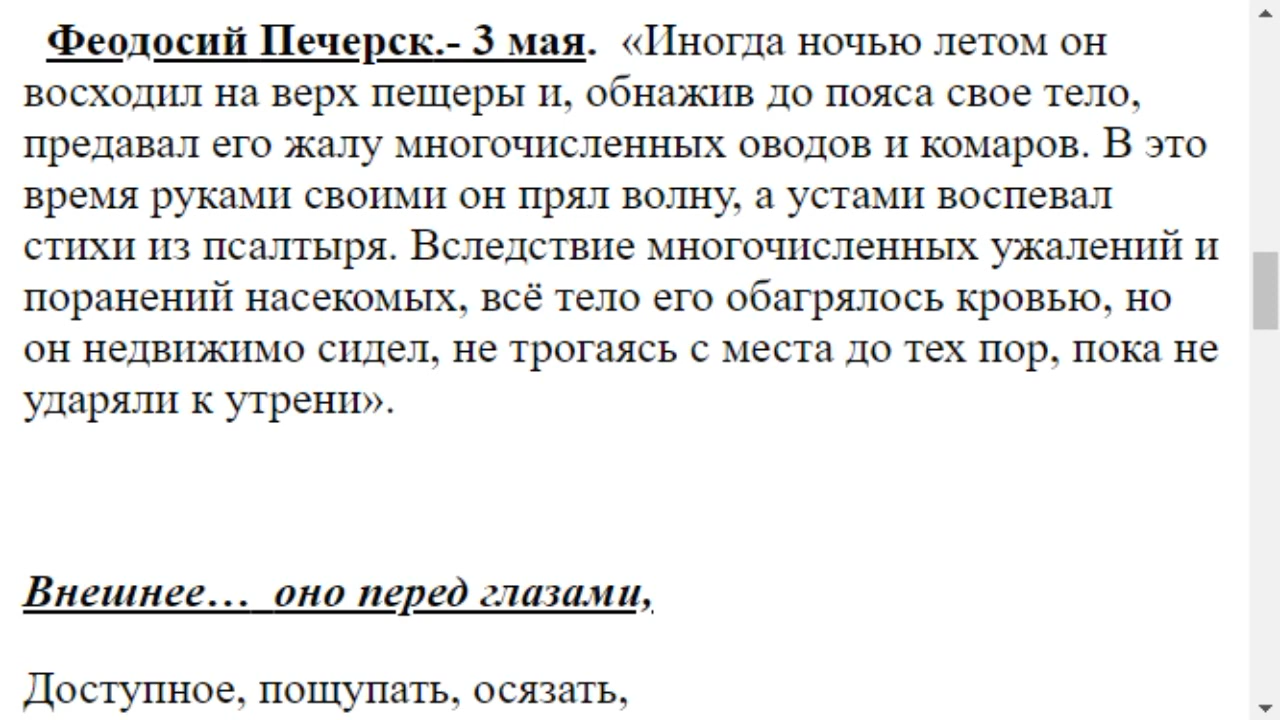 Феодосий Печерск.- 3 мая. «Иногда ночью летом он
восходил на верх пещеры и, обнажив до пояса свое тело,
предавал его жалу многочисленных оводов и комаров. В это
время руками своими он прял волну, а устами воспевал
стихи из псалтыря. Вследствие многочисленных ужалений и
поранений насекомых, всё тело его обагрялось кровью, но
он недвижимо сидел, не трогаясь с места до тех пор, пока не
ударяли к утрени».
Внешнее… оно перед глазами,
Доступное, пощупать, осязать,